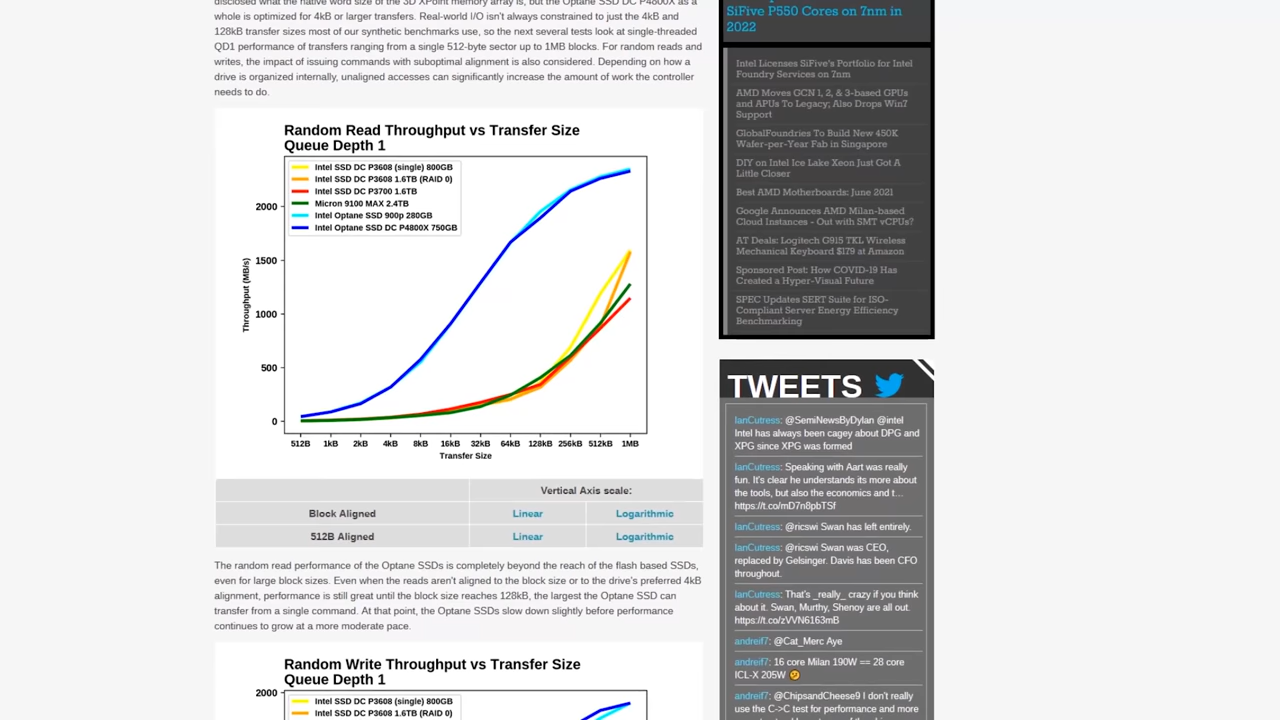 disclosed what the native word size of the 3D XPoint memory array is, but the Optane SSD DC P4800X as a
whole is optimized for 4kB or larger transfers. Real-world I/O isn't always constrained to just the 4kB and
128kB transfer sizes most of our synthetic benchmarks use, so the next several tests look at single-threaded
QD1 performance of transfers ranging from a single 512-byte sector up to 1MB blocks. For random reads and
writes, the impact of issuing commands with suboptimal alignment is also considered. Depending on how a
drive is organized internally, unaligned accesses can significantly increase the amount of work the controller
needs to do.
Random Read Throughput vs Transfer Size
Queue Depth 1
Intel SSD DC P3608 (single) 800GB
Intel SSD DC P3608 1.6TB (RAID 0)
Intel SSD DC P3700 1.6TB
Micron 9100 MAX 2.4TB
Intel Optane SSD 900p 280GB
Intel Optane SSD DC P4800X 750GB
2000
1500
1000
500
0
Throughput (MB/s)
512B 1kB 2kB 4kB 8kB 16kB 32kB 64kB 128kB 256kB 512kB 1MB
Transfer Size
Vertical Axis scale:
Block Aligned Linear Logarithmic
512B Aligned Linear Logarithmic
The random read performance of the Optane SSDs is completely beyond the reach of the flash based SSDs,
even for large block sizes. Even when the reads aren't aligned to the block size or to the drive's preferred 4kB
alignment, performance is still great until the block size reaches 128kB, the largest the Optane SSD can
transfer from a single command. At that point, the Optane SSDs slow down slightly before performance
continues to grow at a more moderate pace.
Random Write Throughput vs Transfer Size
Queue Depth 1
2000
Intel SSD DC P3608 (single) 800GB
Intel SSD DC P3608 1.6TB (RAID 0)
SiFive P550 Cores on 7nm in
2022
Intel Licenses SiFive's Portfolio for Intel
Foundry Services on 7nm
AMD Moves GCN 1, 2, & 3-based GPUs
and APUs To Legacy; Also Drops Win7
Support
GlobalFoundries To Build New 450K
Wafer-per-Year Fab in Singapore
DIY on Intel Ice Lake Xeon Just Got A
Little Closer
Best AMD Motherboards: June 2021
Google Announces AMD Milan-based
Cloud Instances - Out with SMT vCPUs?
AT Deals: Logitech G915 TKL Wireless
Mechanical Keyboard $179 at Amazon
Sponsored Post: How COVID-19 Has
Created a Hyper-Visual Future
SPEC Updates SERT Suite for ISO-
Compliant Server Energy Efficiency
Benchmarking
TWEETS
IanCutress: @SemiNewsByDylan @intel
Intel has always been cagey about DPG and
XPG since XPG was formed
IanCutress: Speaking with Aart was really
fun. It's clear he understands its more about
the tools, but also the economics and t...
https://t.co/mD7n8pbTSf
IanCutress: @ricswi Swan has left entirely.
IanCutress: @ricswi Swan was CEO,
replaced by Gelsinger. Davis has been CFO
throughout.
IanCutress: That's _really_ crazy if you think
about it. Swan, Murthy, Shenoy are all out.
https://t.co/zVVN6163mB
andreif7: @Cat_Merc Aye
andreif7: 16 core Milan 190W == 28 core
ICL-X 205W 🤔
andreif7: @ChipsandCheese9 I don't really
use the C->C test for performance and more